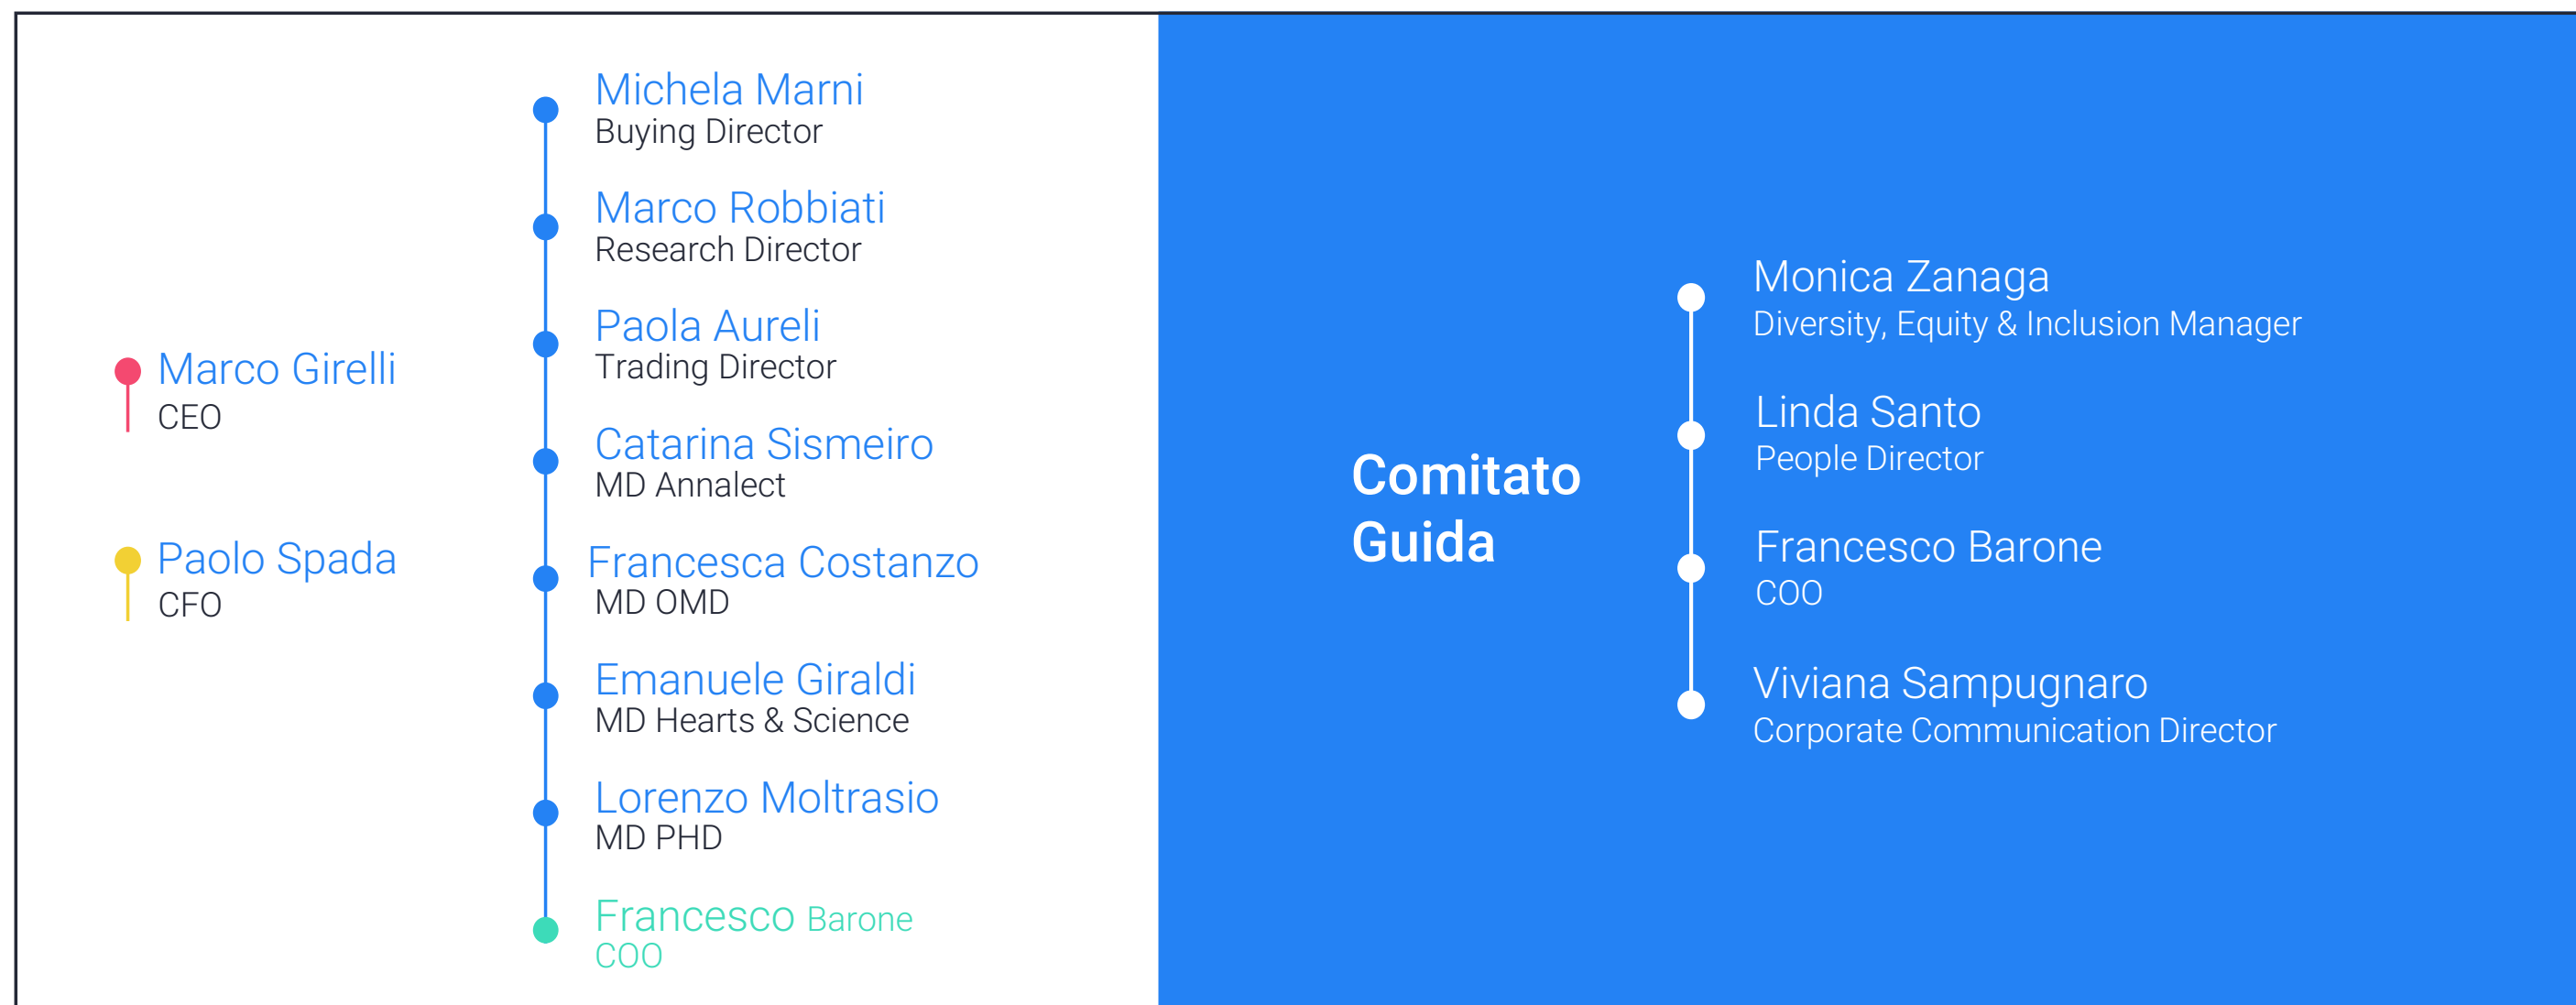 Marco Girelli
CEO
Paolo Spada
CFO
Michela Marni
Buying Director
Marco Robbiati
Research Director
Paola Aureli
Trading Director
Catarina Sismeiro
MD Annalect
Francesca Costanzo
MD OMD
Emanuele Giraldi
MD Hearts & Science
Lorenzo Moltrasio
MD PHD
Francesco Barone
COO
Comitato
Guida
Monica Zanaga
Diversity, Equity & Inclusion Manager
Linda Santo
People Director
Francesco Barone
COO
Viviana Sampugnaro
Corporate Communication Director